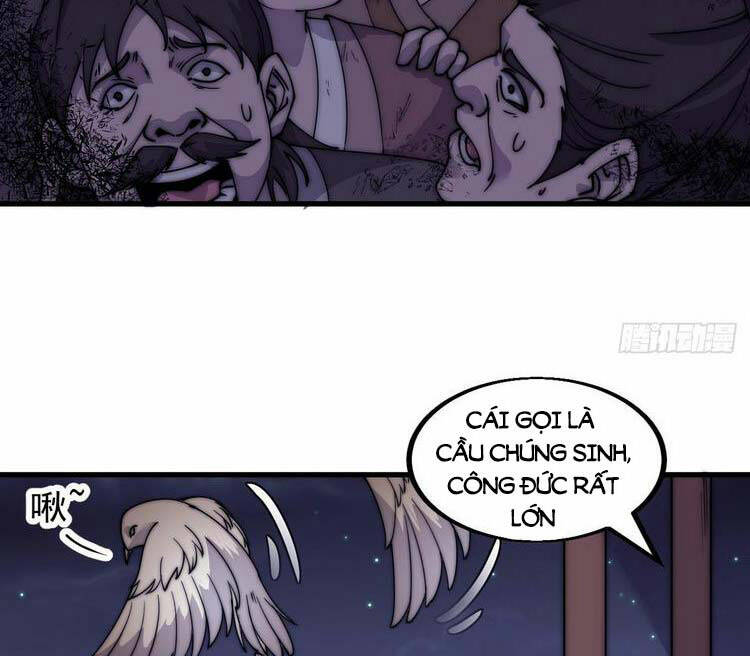 腾讯动漫
CÁI GỌI LÀ
CẦU CHÚNG SINH,
CÔNG ĐỨC RẤT
LỚN
啾~